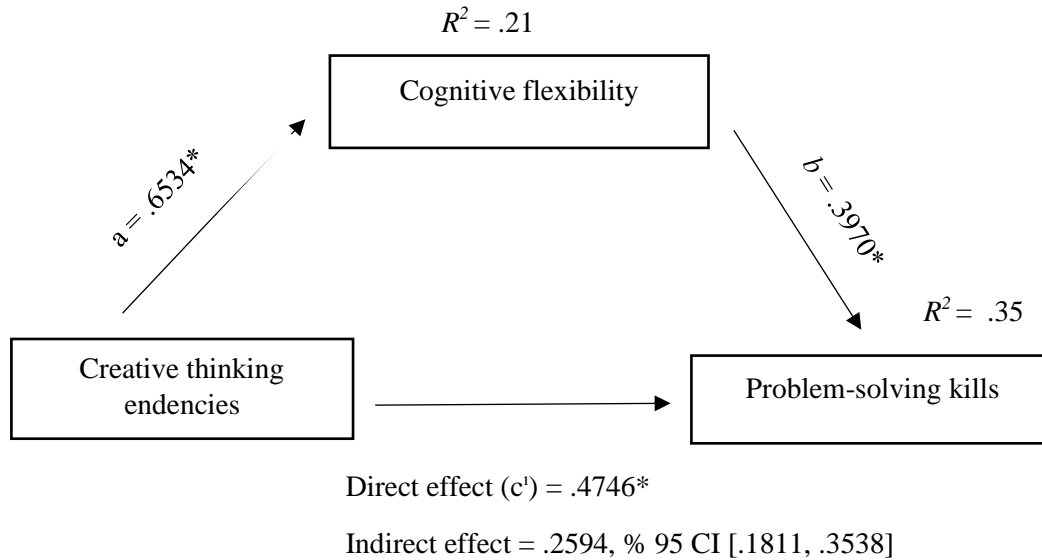 R² = .21
Cognitive flexibility
a = .6534*
b = .3970*
R² = .35
Creative thinking
endencies
Problem-solving kills
Direct effect (c¹) = .4746*
Indirect effect = .2594, % 95 CI [.1811, .3538]